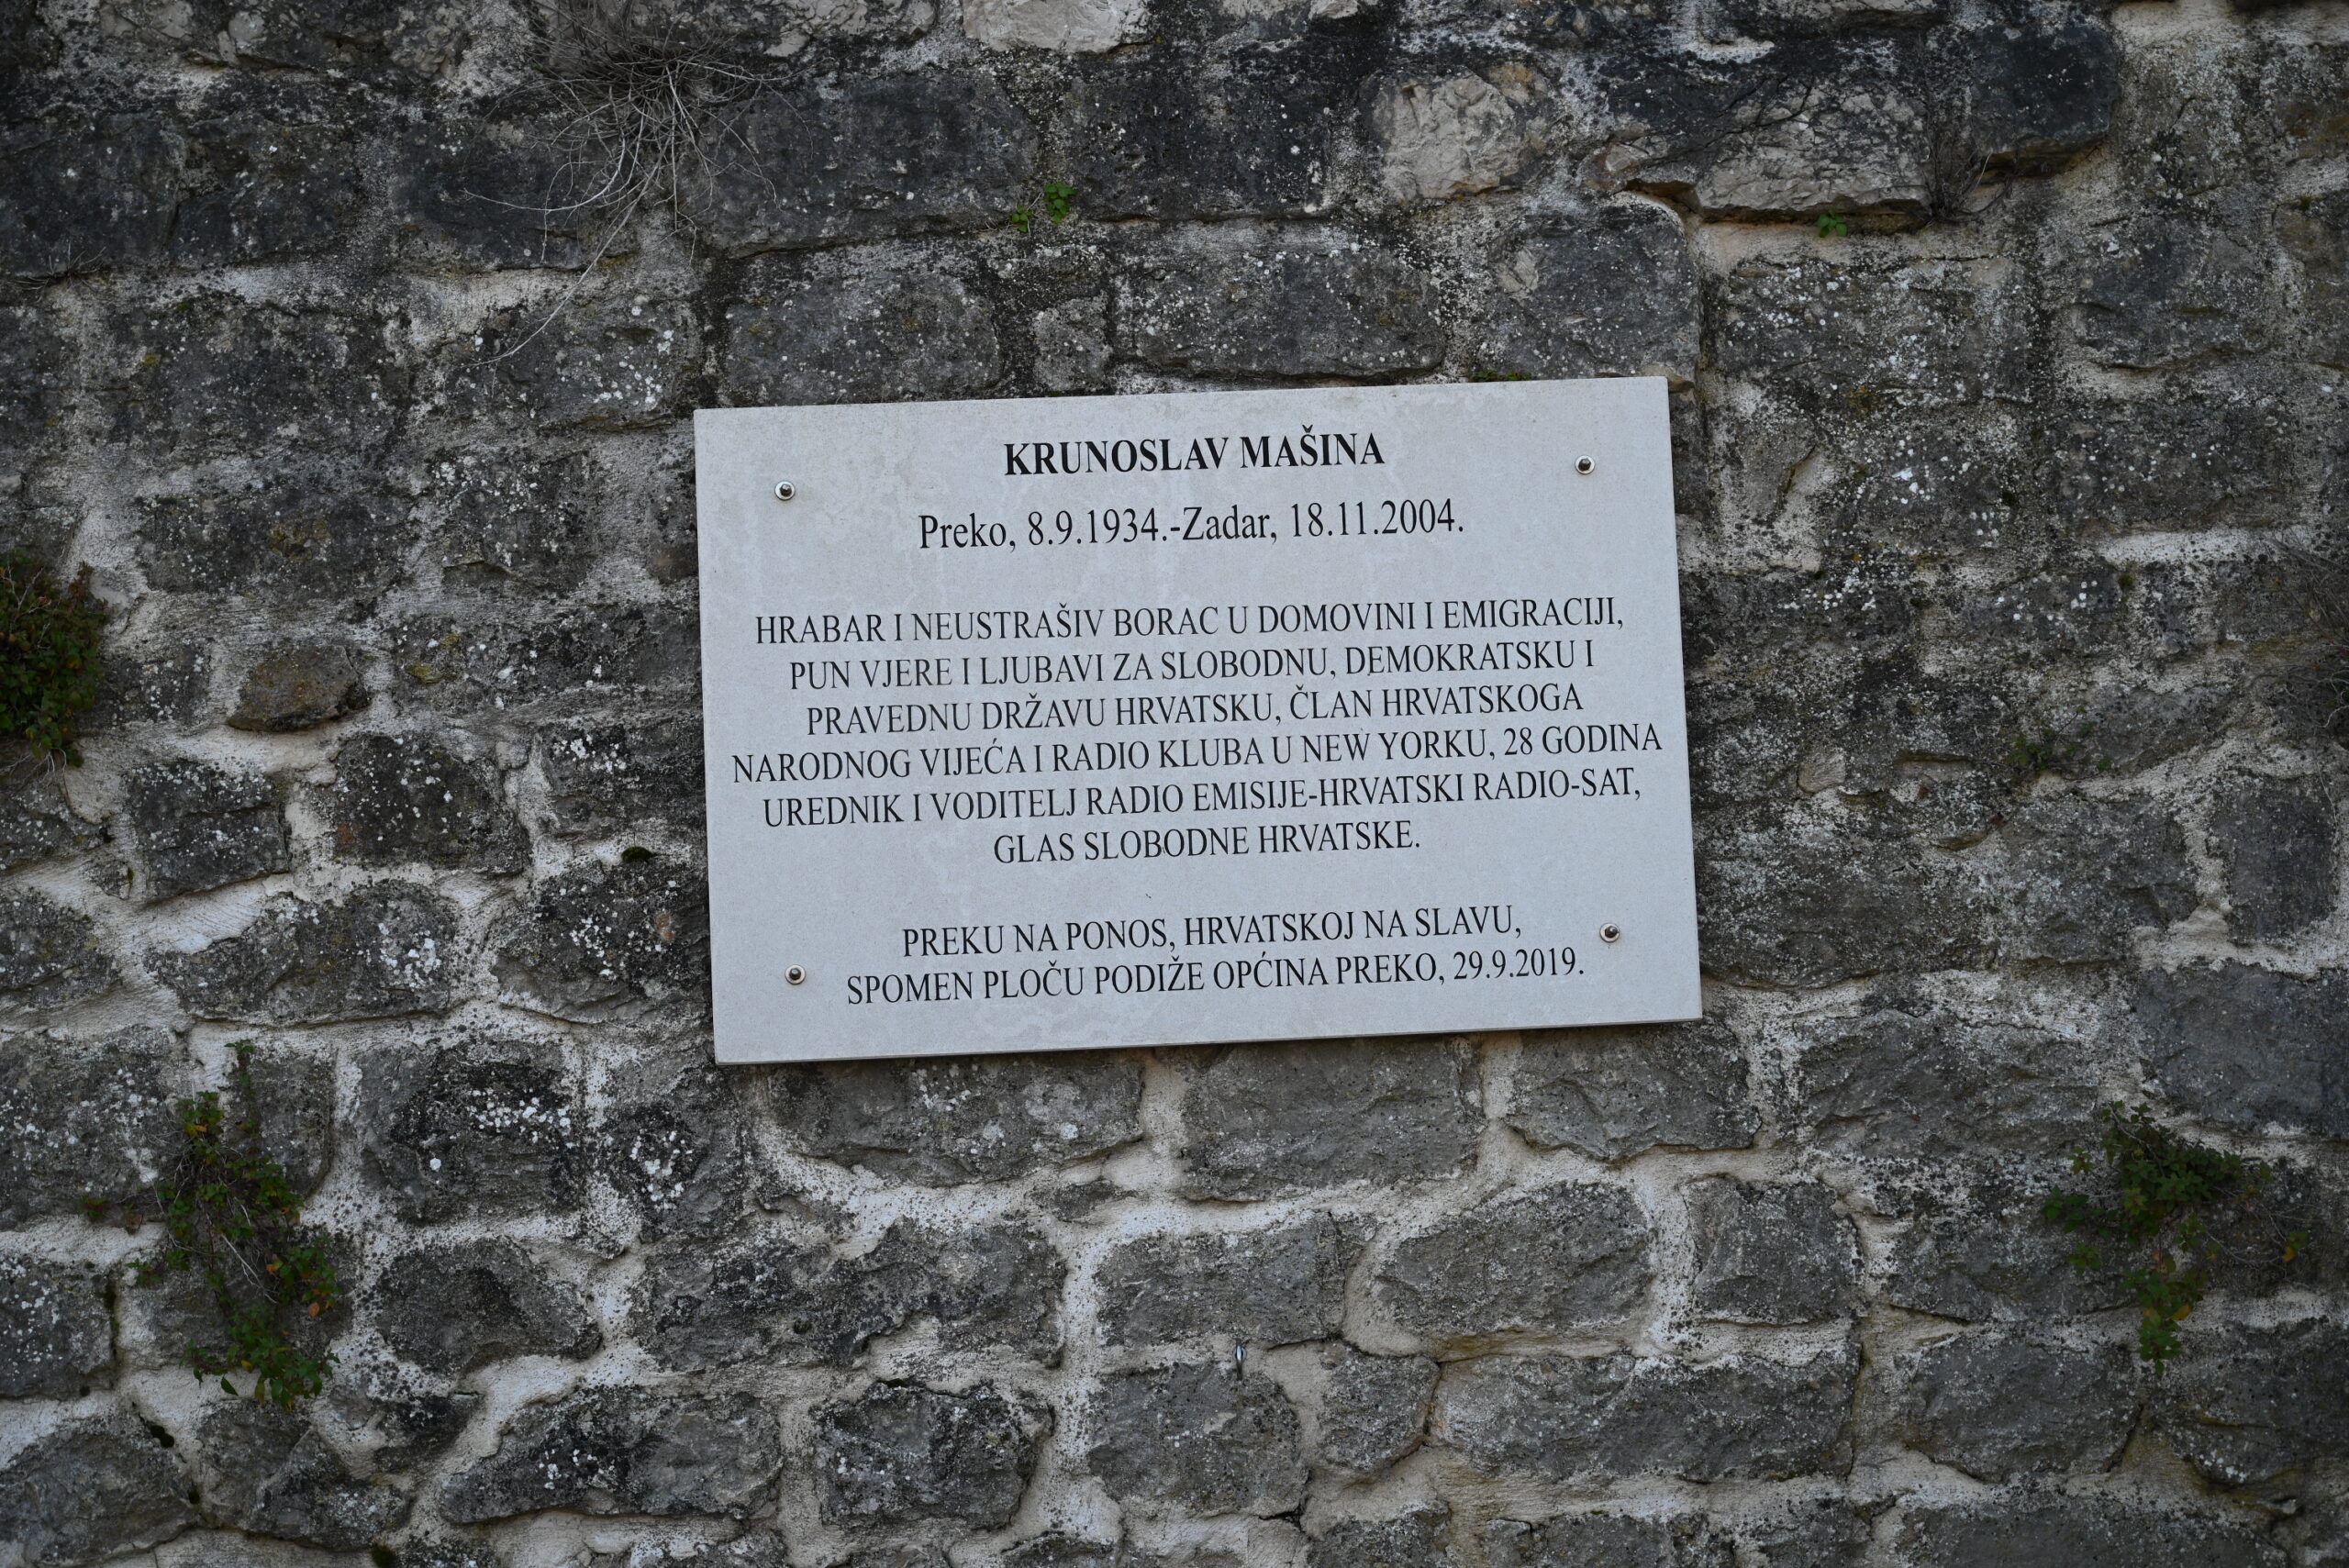 KRUNOSLAV MAŠINA
Preko, 8.9.1934.-Zadar, 18.11.2004.
HRABAR I NEUSTRAŠIV BORAC U DOMOVINI I EMIGRACIJI,
PUN VJERE I LJUBAVI ZA SLOBODNU, DEMOKRATSKU I
PRAVEDNU DRŽAVU HRVATSKU, ČLAN HRVATSKOGA
NARODNOG VIJEĆA I RADIO KLUBA U NEW YORKU, 28 GODINA
UREDNIK I VODITELJ RADIO EMISIJE-HRVATSKI RADIO-SAT,
GLAS SLOBODNE HRVATSKE.
PREKU NA PONOS, HRVATSKOJ NA SLAVU,
SPOMEN PLOČU PODIŽE OPĆINA PREKO, 29.9.2019.